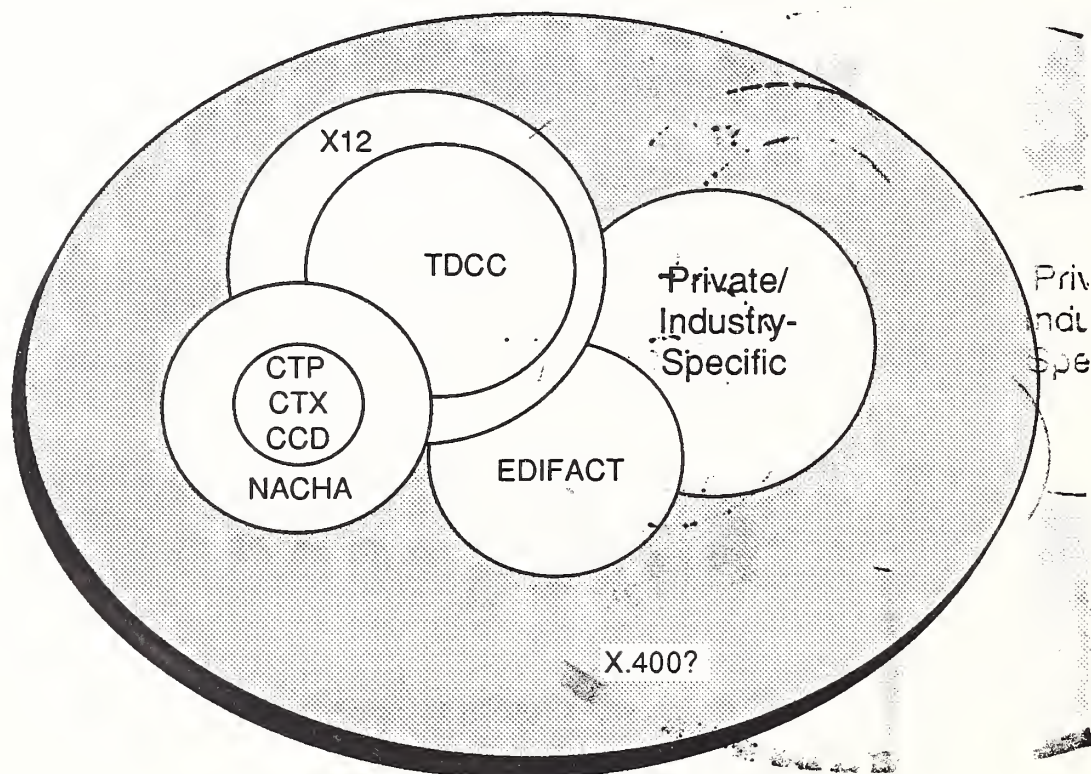 X12
TDCC
Private/
Industry-
Specific
CTP
CTX
CCD
NACHA
EDIFACT
X.400?